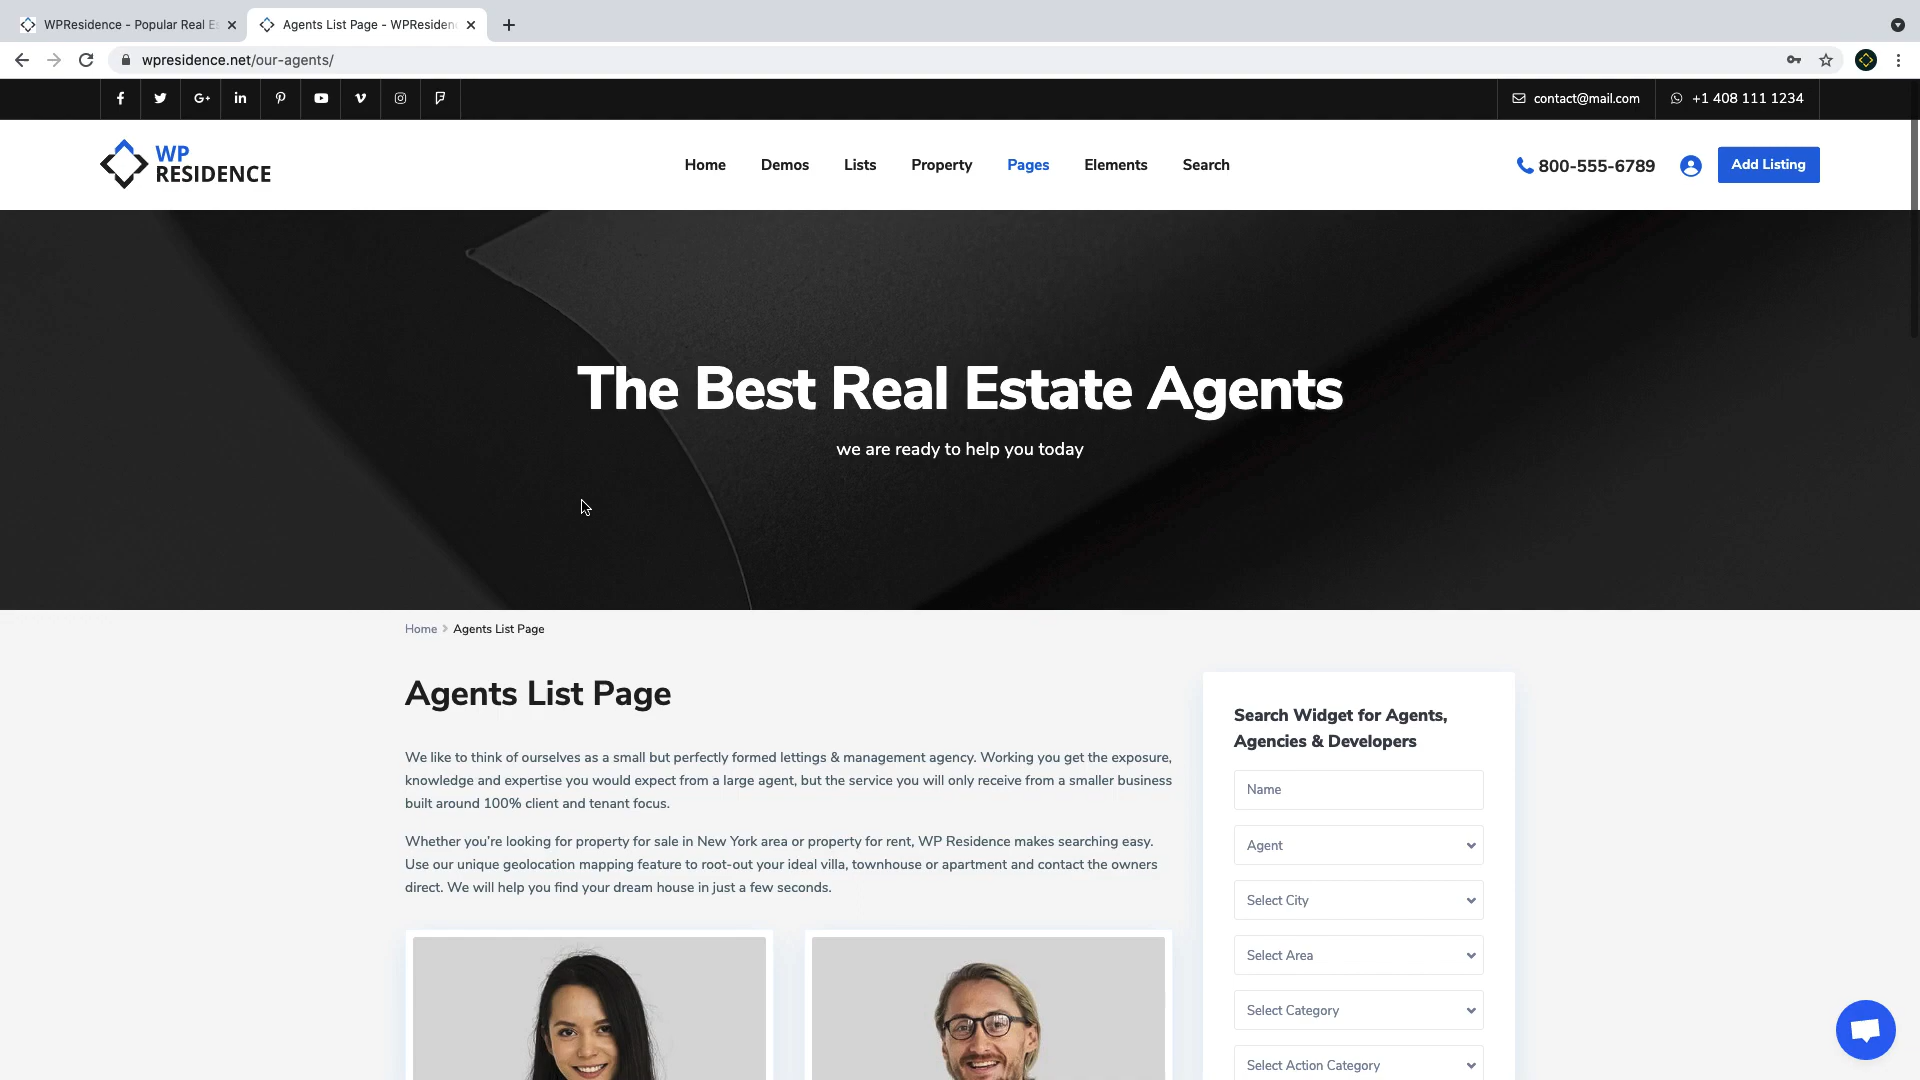 WPResidence - Popular Real Es
Agents List Page - WPResiden
wpresidence.net/our-agents/
contact@mail.com
+1 408 111 1234
WP
RESIDENCE
Home
Demos
Lists
Property
Pages
Elements
Search
800-555-6789
Add Listing
The Best Real Estate Agents
we are ready to help you today
Home
Agents List Page
Agents List Page
We like to think of ourselves as a small but perfectly formed lettings & management agency. Working you get the exposure,
knowledge and expertise you would expect from a large agent, but the service you will only receive from a smaller business
built around 100% client and tenant focus.
Whether you're looking for property for sale in New York area or property for rent, WP Residence makes searching easy.
Use our unique geolocation mapping feature to root-out your ideal villa, townhouse or apartment and contact the owners
direct. We will help you find your dream house in just a few seconds.
Search Widget for Agents,
Agencies & Developers
Name
Agent
Select City
Select Area
Select Category
Select Action Category